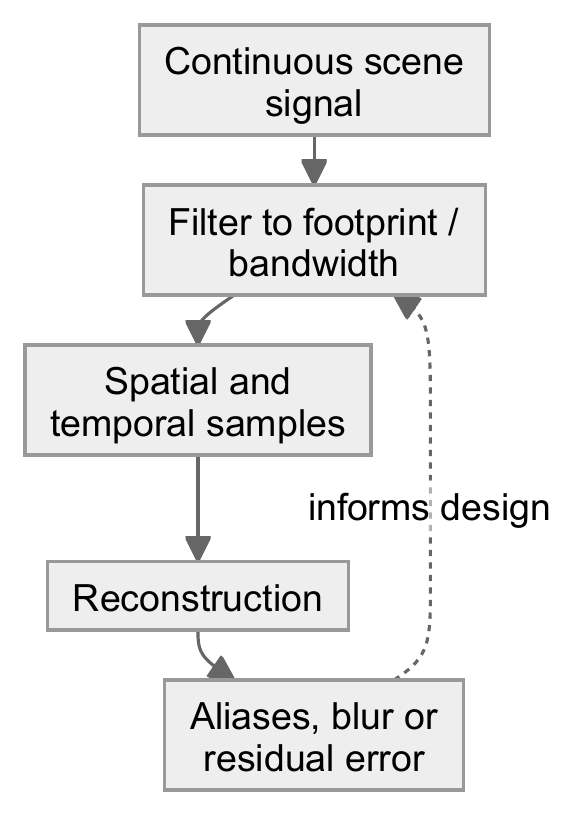 Continuous scene
signal
Filter to footprint /
bandwidth
Spatial and
temporal samples
informs design
Reconstruction
Aliases, blur or
residual error